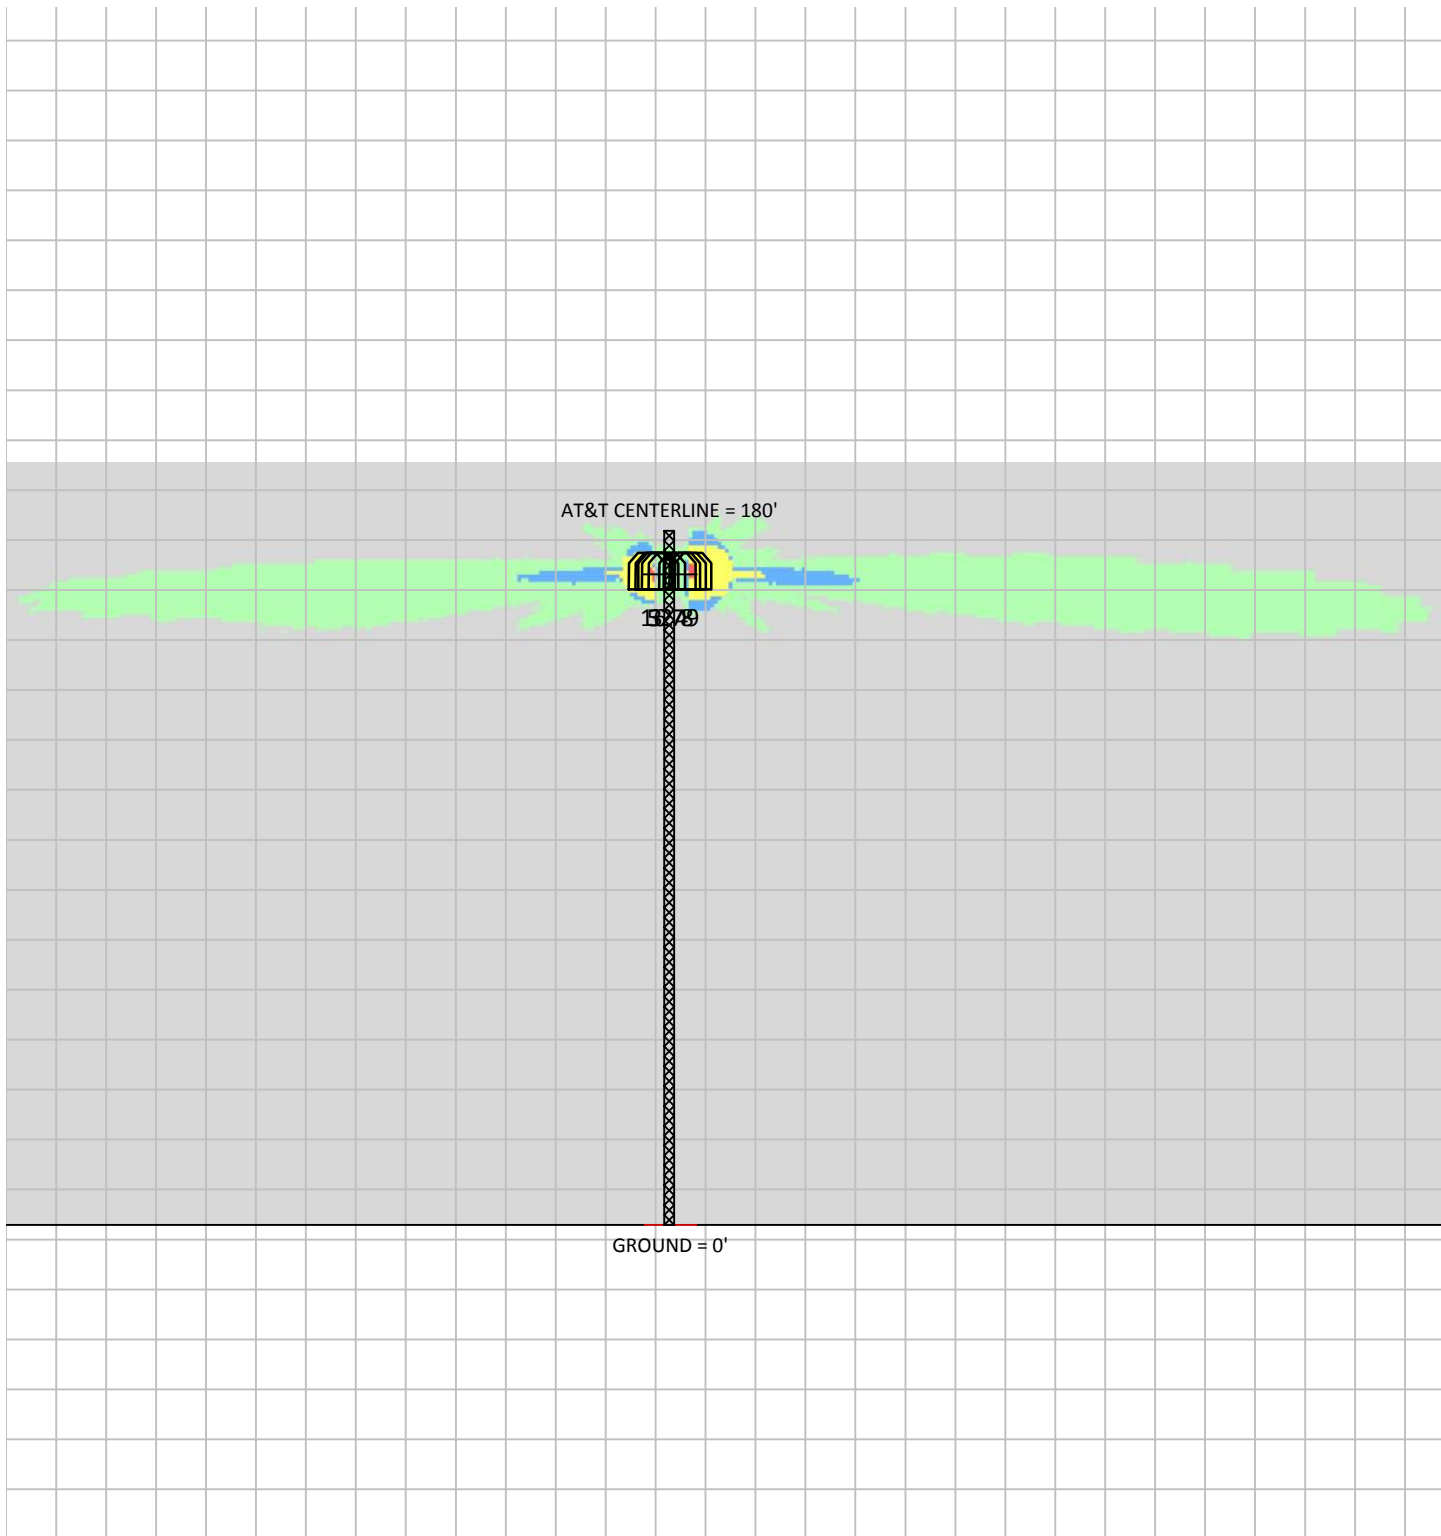 AT&T CENTERLINE = 180'
GROUND = 0'